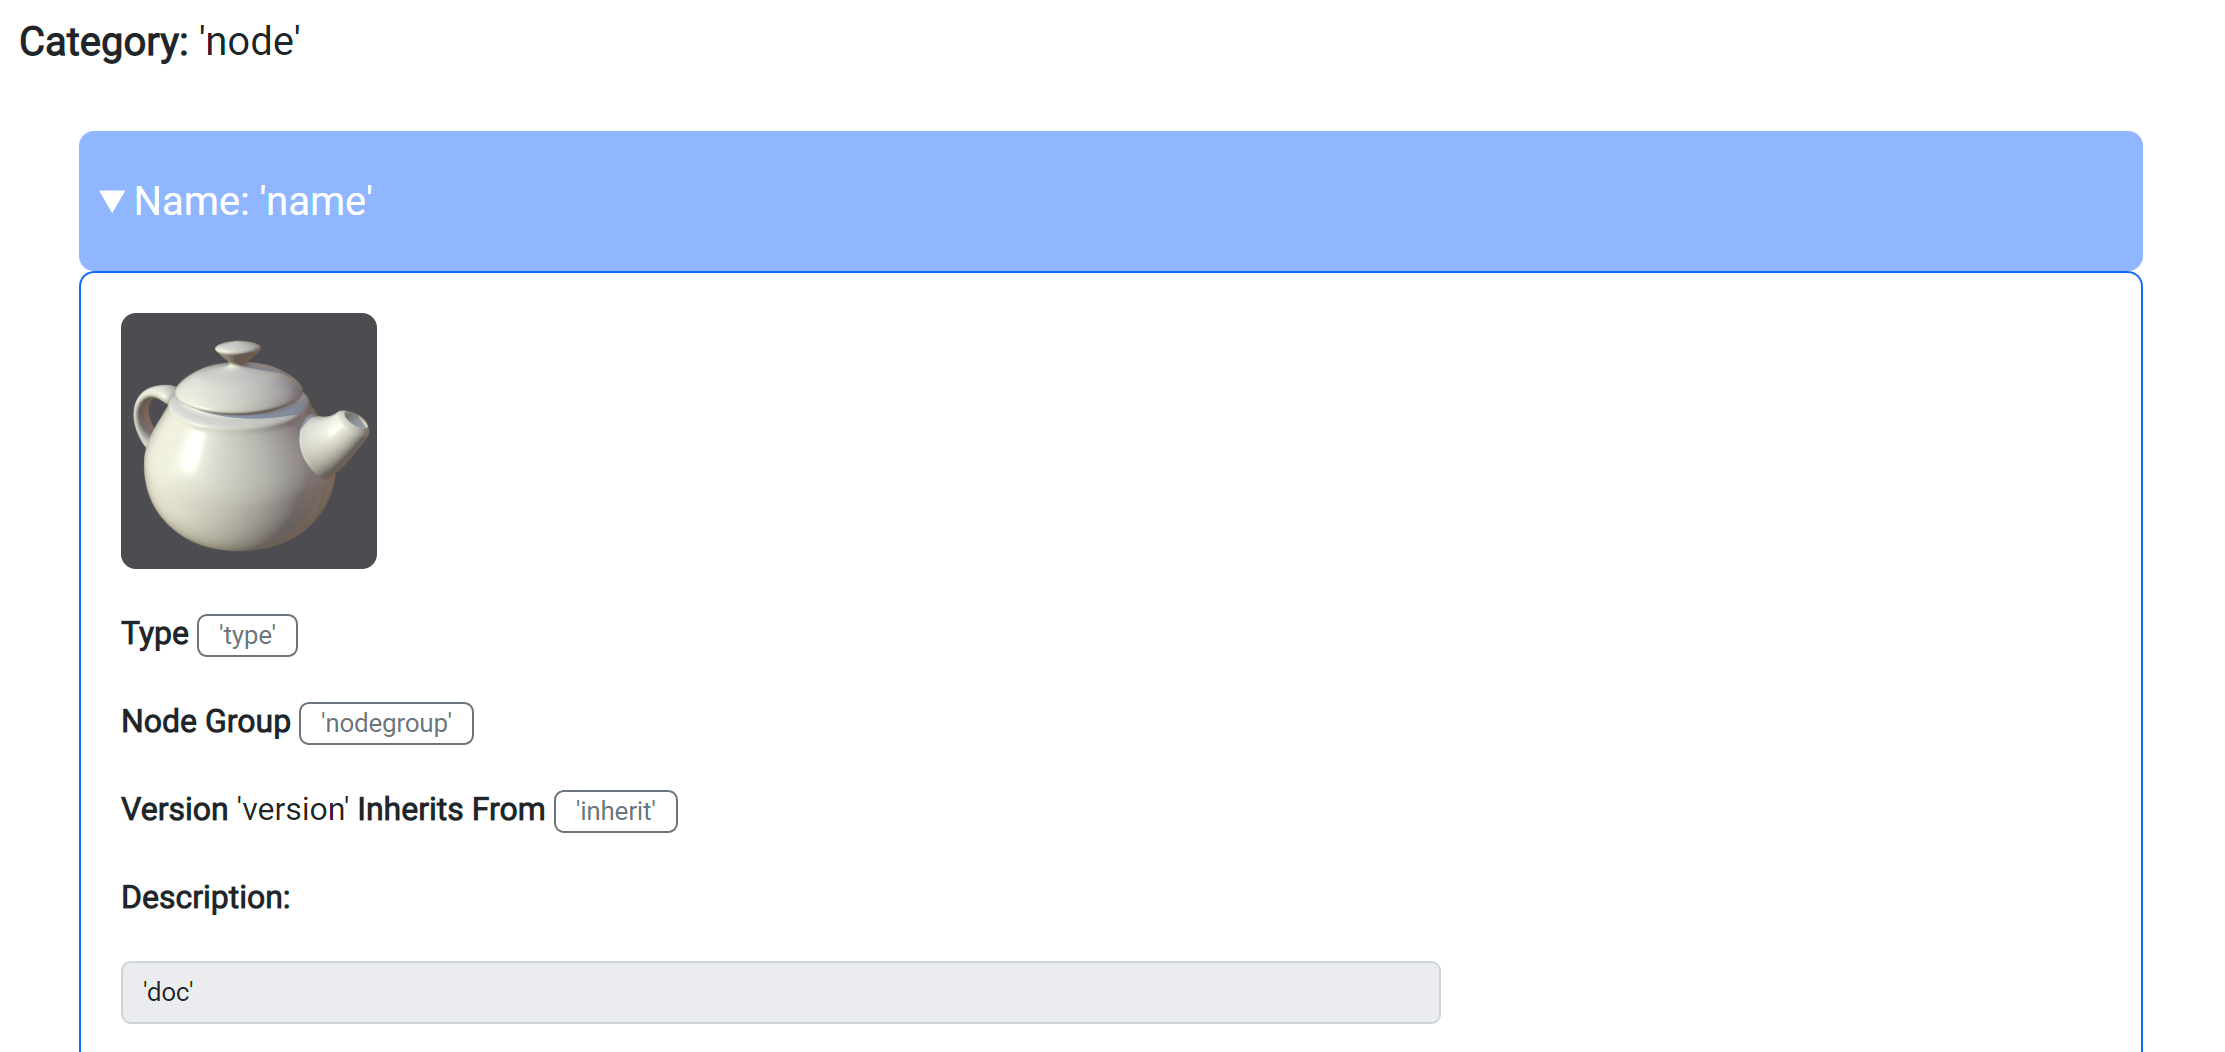 Category: 'node'
Name: 'name'
Type 'type'
Node Group 'nodegroup'
Version 'version' Inherits From 'inherit'
Description:
'doc'